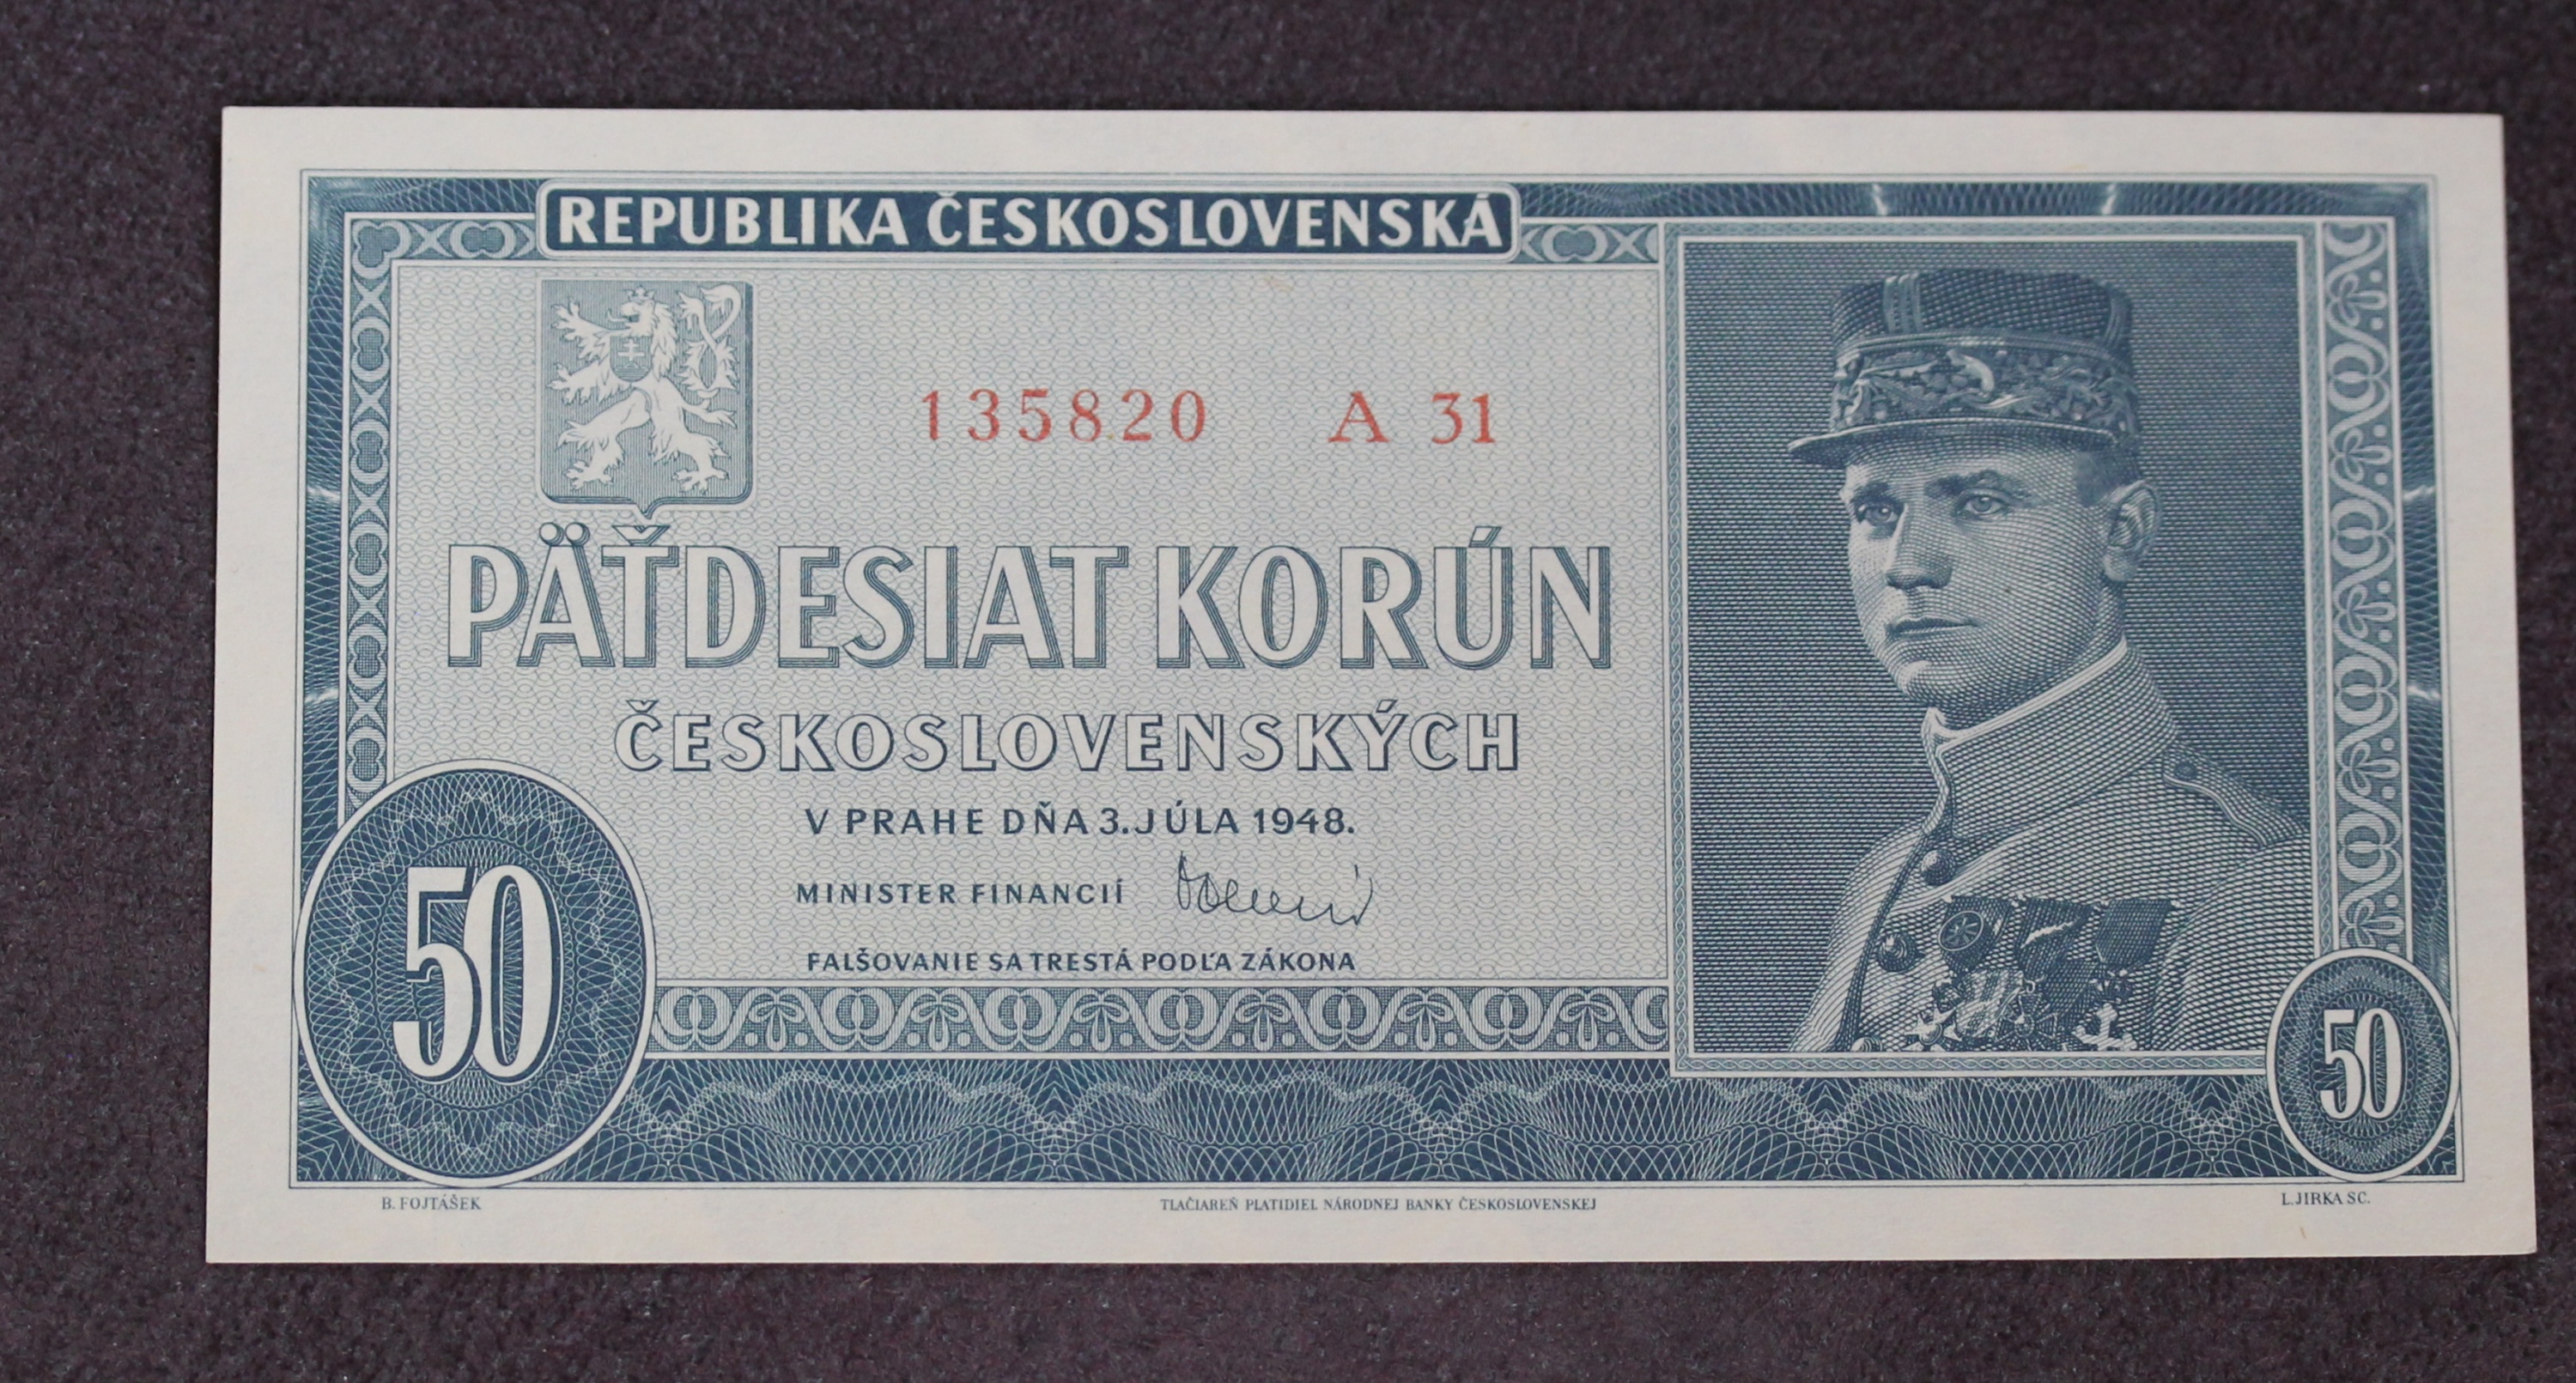 REPUBLIKA ČESKOSLOVENSKÁ
135820 A 31
PÄŤDESIAT KORÚN
ČESKOSLOVENSKÝCH
V PRAHE DŇA 3. JÚLA 1948.
MINISTER FINANCIÍ
FALŠOVANIE SA TRESTÁ PODĽA ZÁKONA
50
50
B. FOJTÁŠEK
TLAČIAREŇ PLATIDIEL NÁRODNEJ BANKY ČESKOSLOVENSKEJ
L. JIRKA SC.